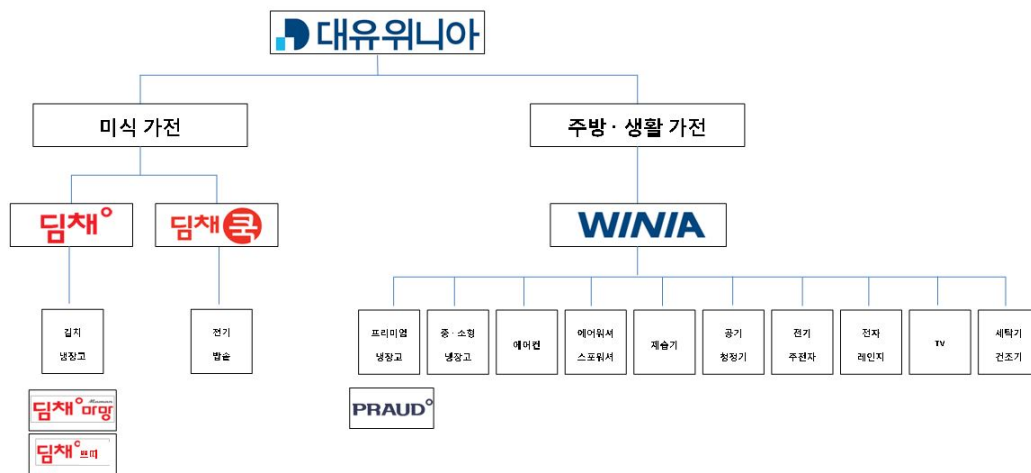 대유위니아
미식 가전
주방 · 생활 가전
딤채
딤채 쿡
WINIA
김치
냉장고
전기
밥솥
프리미엄
냉장고
중 · 소형
냉장고
에어컨
에어워셔
스포워셔
제습기
공기
청정기
전기
주전자
전자
레인지
TV
세탁기
건조기
딤채 마망
Maman
딤채 쁘띠
PRAUD